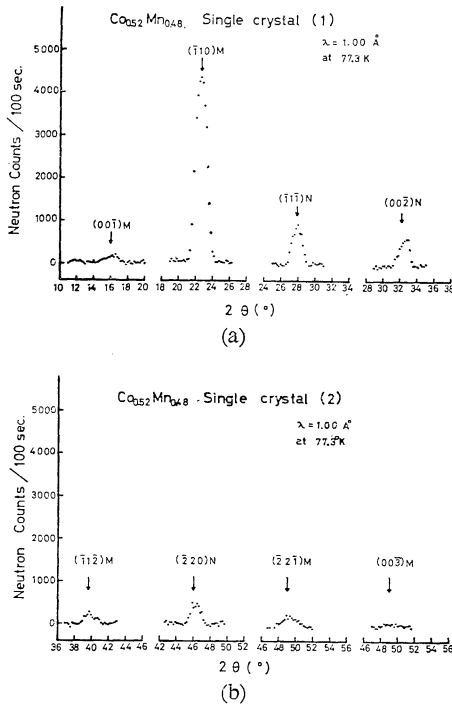 Co0.52Mn0.48. Single crystal (1)
λ = 1.00 Å
at 77.3 K
5000
4000
3000
2000
1000
0
Neutron Counts / 100 sec.
(001̄)M
(1̄10)M
(1̄11̄)N
(002̄)N
10 12 14 16 18 20
18 20 22 24 26 28
24 26 28 30 32 34
28 30 32 34 36 38
2 θ (°)
(a)
Co0.52Mn0.48. Single crystal (2)
λ = 1.00 Å
at 77.3°K
5000
4000
3000
2000
1000
0
Neutron Counts / 100 sec.
(1̄12̄)M
(2̄20)N
(2̄21̄)M
(003̄)M
36 38 40 42 44 46
42 44 46 48 50 52
46 48 50 52 54 56
46 48 50 52 54 56
2 θ (°)
(b)